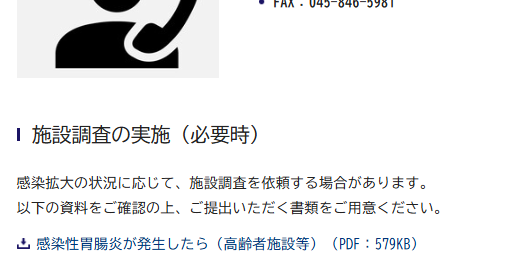 • FAX：045-846-5981
施設調査の実施（必要時）
感染拡大の状況に応じて、施設調査を依頼する場合があります。
以下の資料をご確認の上、ご提出いただく書類をご用意ください。
感染性胃腸炎が発生したら（高齢者施設等）（PDF：579KB）